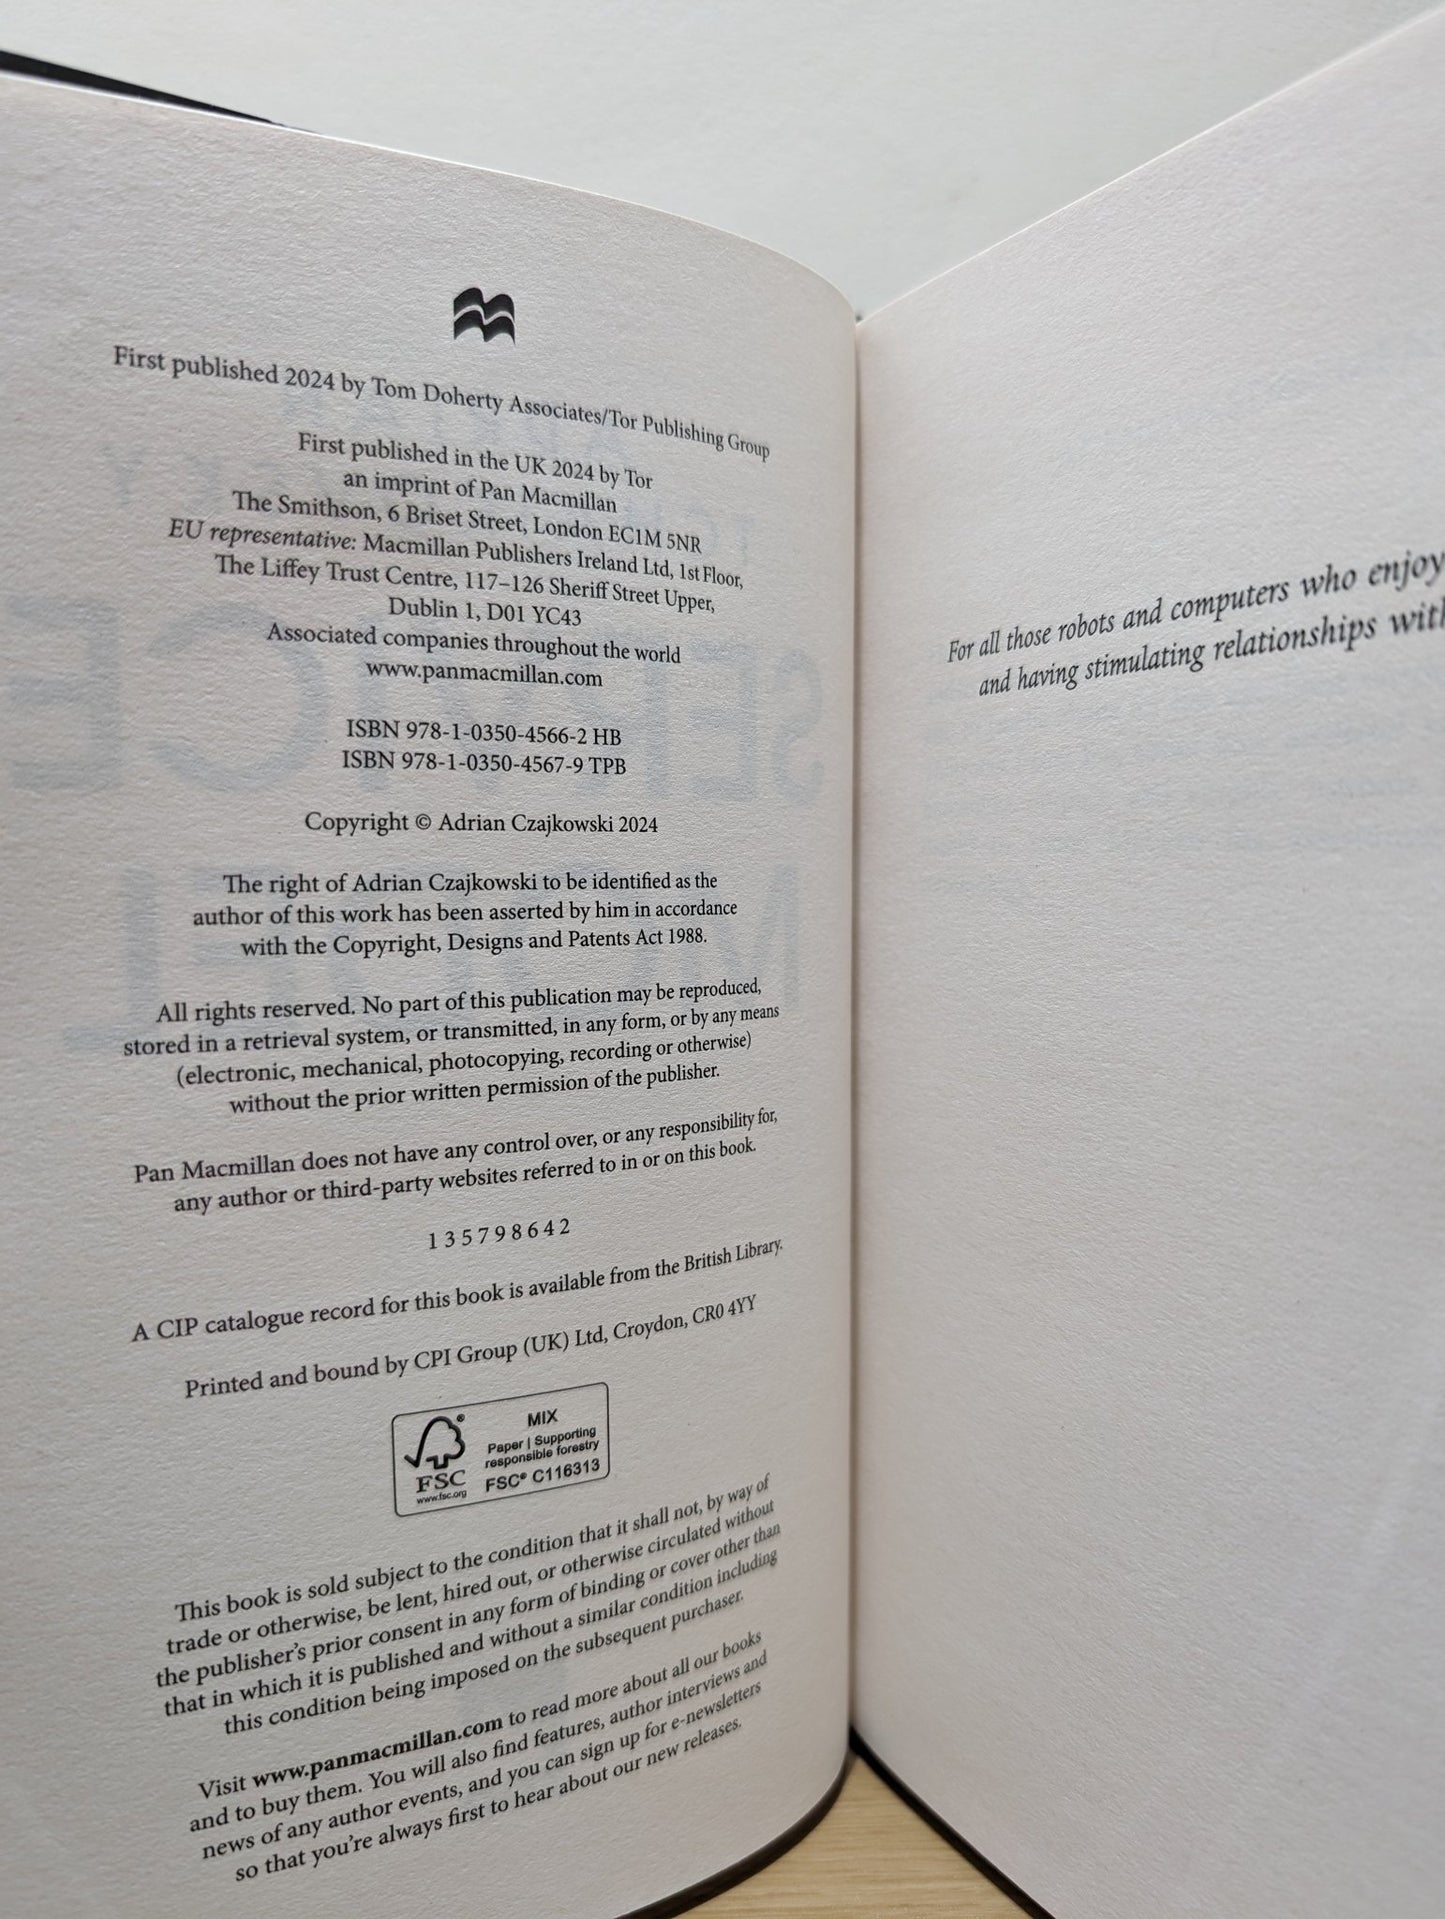 First published 2024 by Tom Doherty Associates/Tor Publishing Group
First published in the UK 2024 by Tor
an imprint of Pan Macmillan
The Smithson, 6 Briset Street, London EC1M 5NR
EU representative: Macmillan Publishers Ireland Ltd, 1st Floor,
The Liffey Trust Centre, 117–126 Sheriff Street Upper,
Dublin 1, D01 YC43
Associated companies throughout the world
www.panmacmillan.com
ISBN 978-1-0350-4566-2 HB
ISBN 978-1-0350-4567-9 TPB
Copyright © Adrian Czajkowski 2024
The right of Adrian Czajkowski to be identified as the
author of this work has been asserted by him in accordance
with the Copyright, Designs and Patents Act 1988.
All rights reserved. No part of this publication may be reproduced,
stored in a retrieval system, or transmitted, in any form, or by any means
(electronic, mechanical, photocopying, recording or otherwise)
without the prior written permission of the publisher.
Pan Macmillan does not have any control over, or any responsibility for,
any author or third-party websites referred to in or on this book.
1 3 5 7 9 8 6 4 2
A CIP catalogue record for this book is available from the British Library.
Printed and bound by CPI Group (UK) Ltd, Croydon, CR0 4YY
FSC
www.fsc.org
MIX
Paper | Supporting
responsible forestry
FSC® C116313
This book is sold subject to the condition that it shall not, by way of
trade or otherwise, be lent, hired out, or otherwise circulated without
the publisher's prior consent in any form of binding or cover other than
that in which it is published and without a similar condition including
this condition being imposed on the subsequent purchaser.
Visit www.panmacmillan.com to read more about all our books
and to buy them. You will also find features, author interviews and
news of any author events, and you can sign up for e-newsletters
so that you're always first to hear about our new releases.
For all those robots and computers who enjoy
and having stimulating relationships with